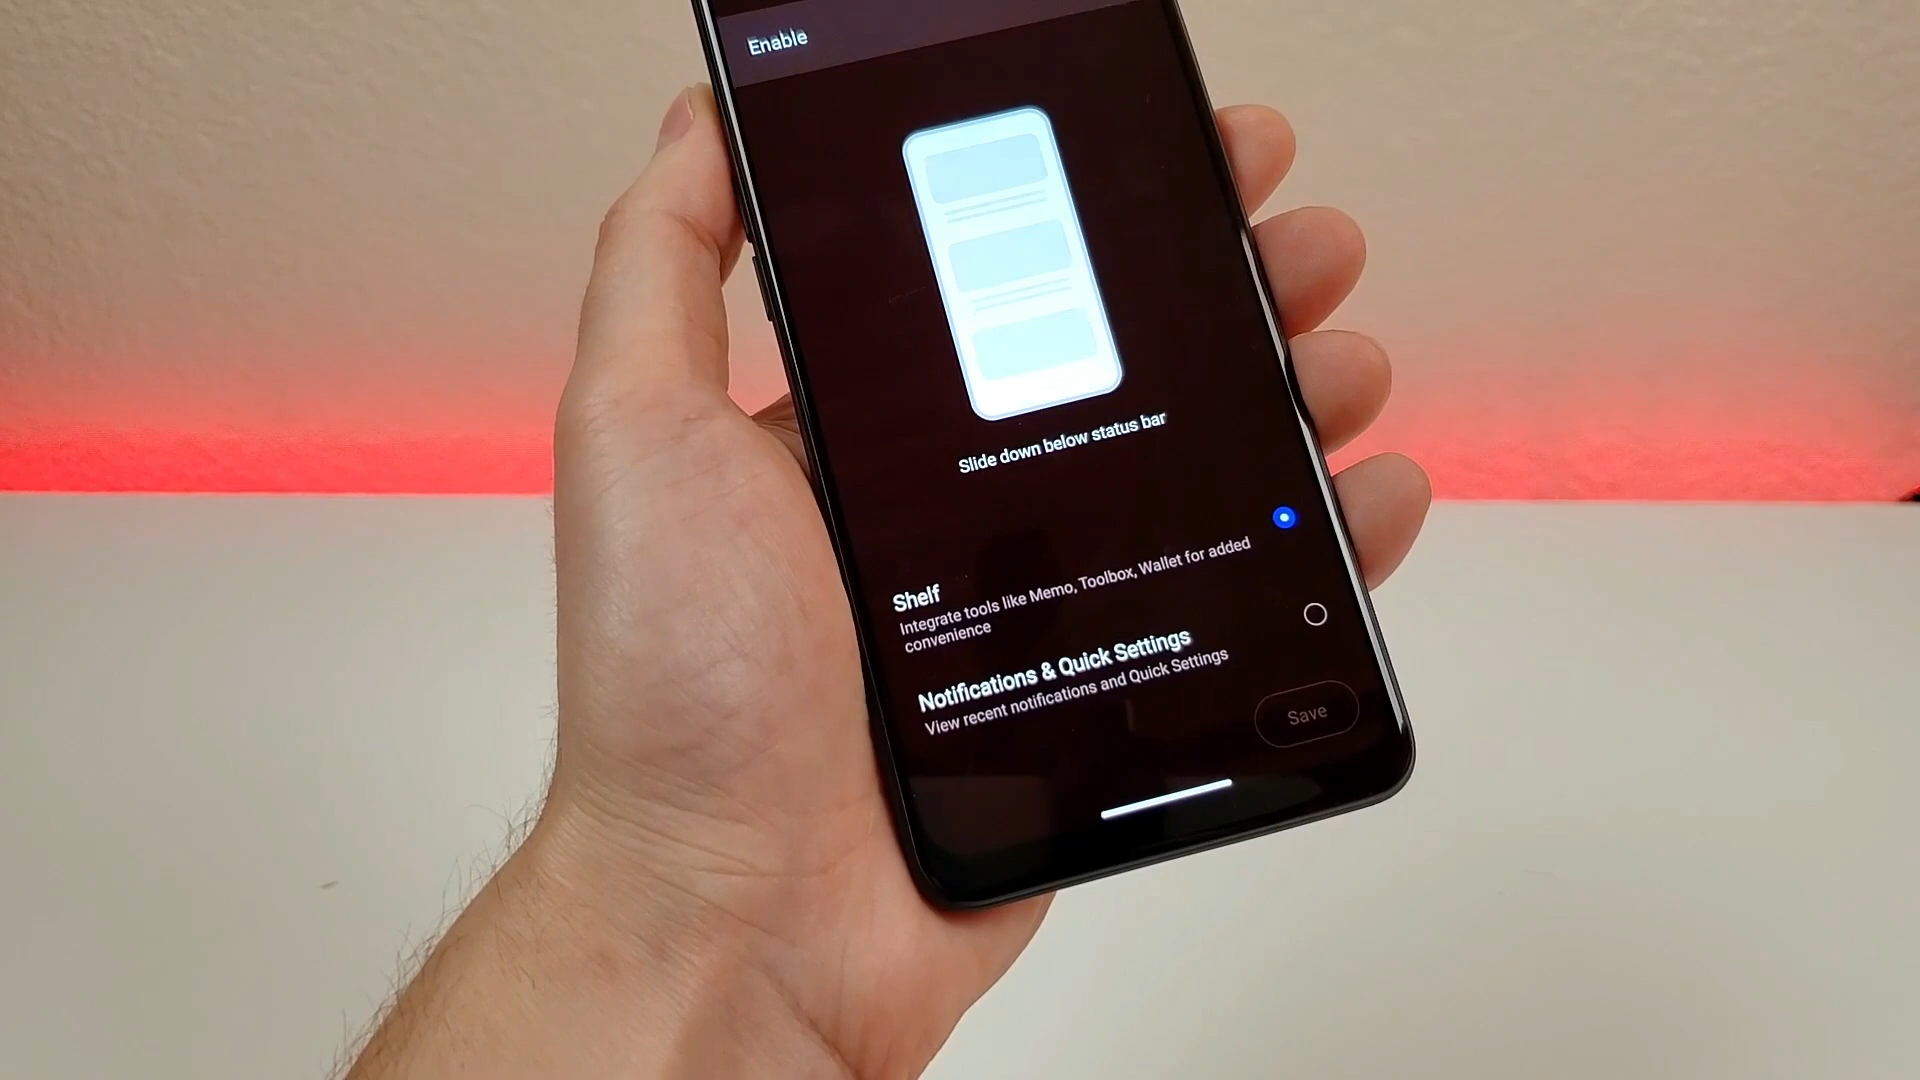 Enable
Slide down below status bar
Shelf
Integrate tools like Memo, Toolbox, Wallet for added
convenience
Notifications & Quick Settings
View recent notifications and Quick Settings
Save